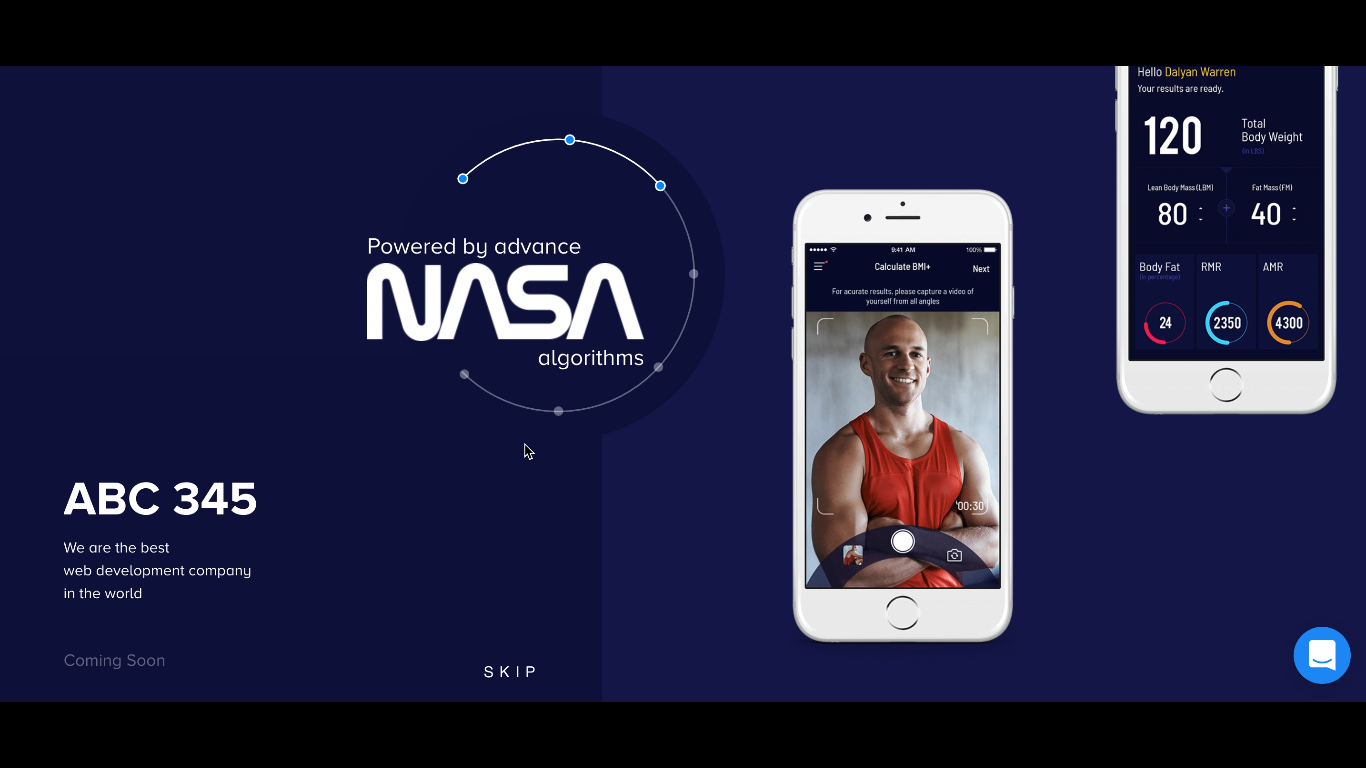 Powered by advance
NASA
algorithms
ABC 345
We are the best
web development company
in the world
Coming Soon
SKIP
9:41 AM
100%
Calculate BMI+
Next
For acurate results, please capture a video of
yourself from all angles
00:30
Hello Dalyan Warren
Your results are ready.
120
Total
Body Weight
(in LBS)
Lean Body Mass (LBM)
80
+
Fat Mass (FM)
40
Body Fat
(in percentage)
24
RMR
2350
AMR
4300